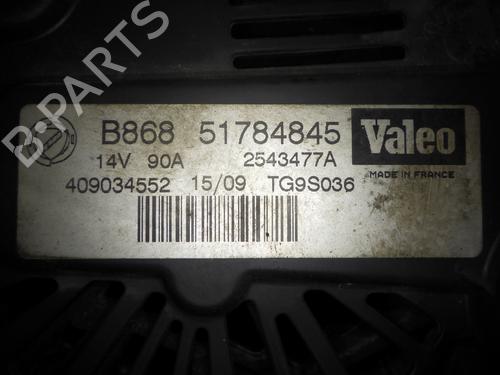 B868 51784845
14V 90A 2543477A
409034552 15/09 TG9S036
Valeo
MADE IN FRANCE
B-PARTS